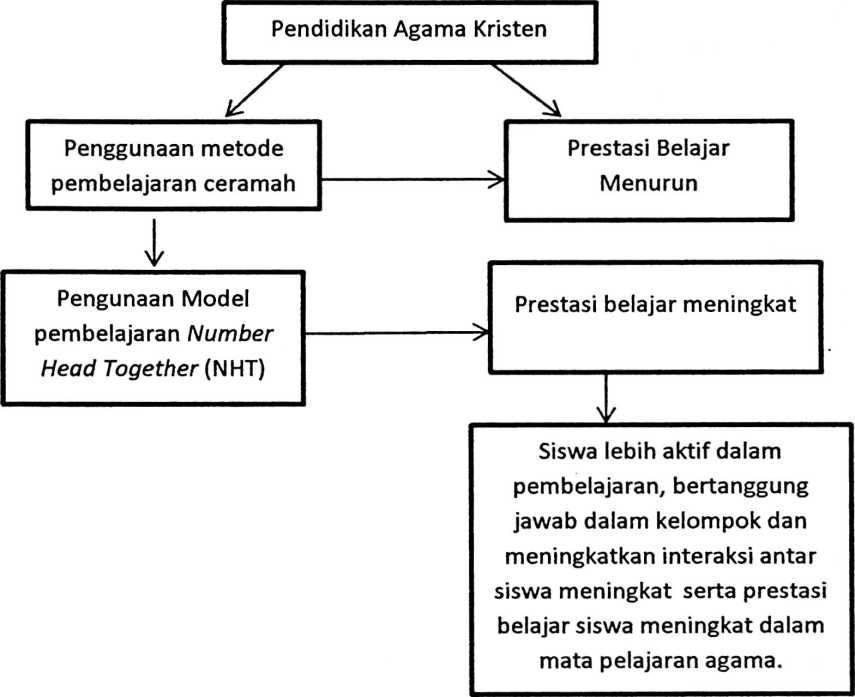 Pendidikan Agama Kristen
Penggunaan metode
pembelajaran ceramah
Prestasi Belajar
Menurun
Pengunaan Model
pembelajaran Number
Head Together (NHT)
Prestasi belajar meningkat
Siswa lebih aktif dalam
pembelajaran, bertanggung
jawab dalam kelompok dan
meningkatkan interaksi antar
siswa meningkat serta prestasi
belajar siswa meningkat dalam
mata pelajaran agama.